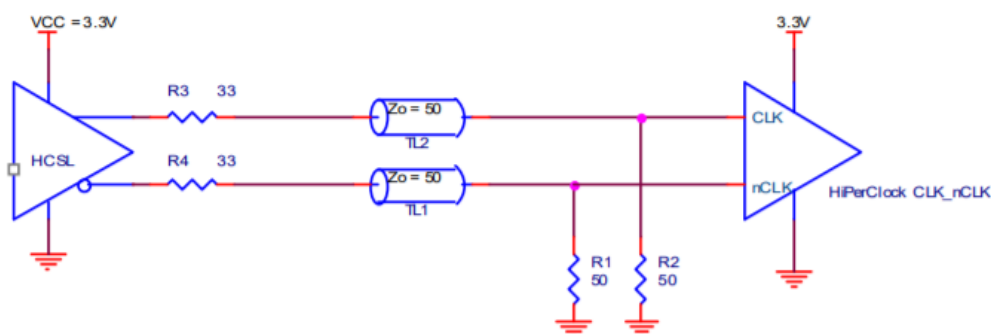 VCC = 3.3V
3.3V
R3 33
Zo = 50
TL2
CLK
HCSL
R4 33
Zo = 50
TL1
nCLK
HiPerClock CLK_nCLK
R1
50
R2
50